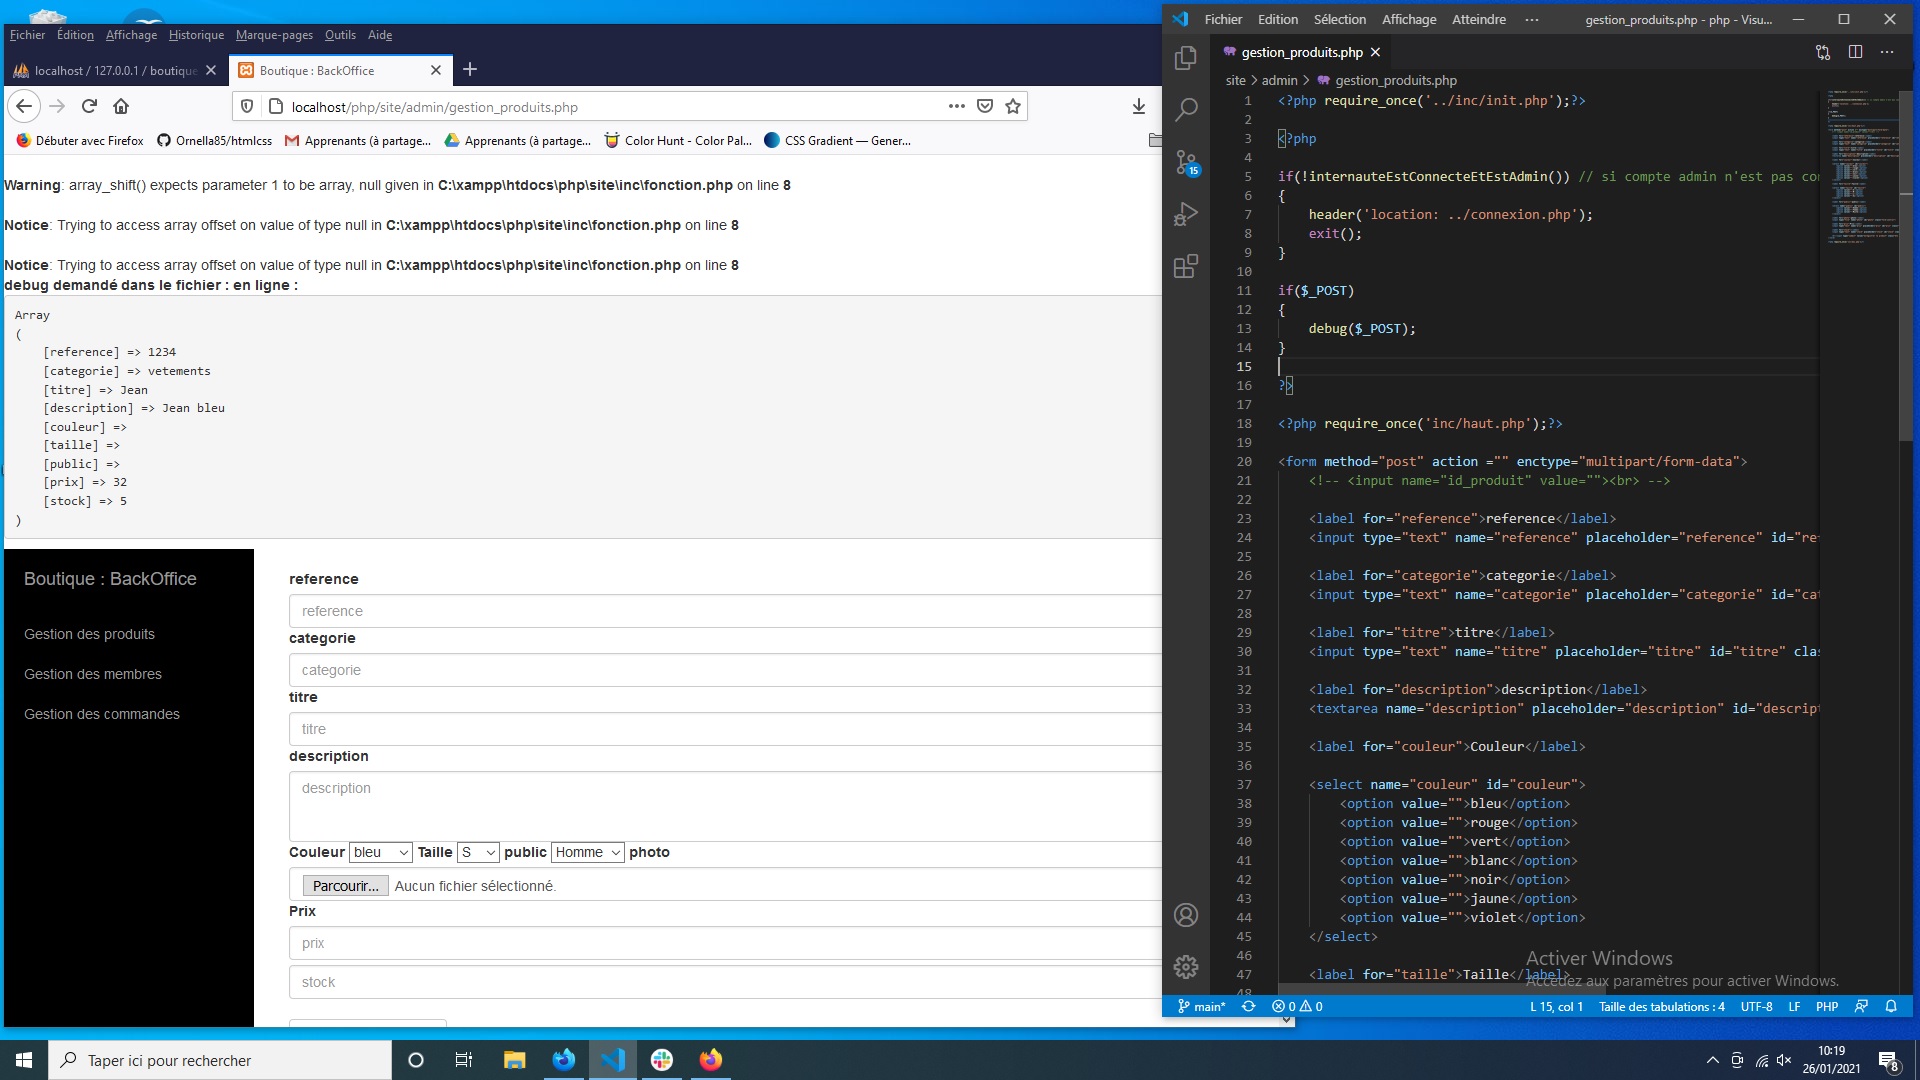 Fichier Édition Affichage Historique Marque-pages Outils Aide
localhost / 127.0.0.1 / boutique
Boutique : BackOffice
localhost/php/site/admin/gestion_produits.php
Débuter avec Firefox Ornella85/htmlcss Apprenants (à partage... Apprenants (à partage... Color Hunt - Color Pal... CSS Gradient — Gener...
Warning: array_shift() expects parameter 1 to be array, null given in C:\xampp\htdocs\php\site\inc\fonction.php on line 8
Notice: Trying to access array offset on value of type null in C:\xampp\htdocs\php\site\inc\fonction.php on line 8
Notice: Trying to access array offset on value of type null in C:\xampp\htdocs\php\site\inc\fonction.php on line 8
debug demandé dans le fichier : en ligne :
Array
(
[reference] => 1234
[categorie] => vetements
[titre] => Jean
[description] => Jean bleu
[couleur] =>
[taille] =>
[public] =>
[prix] => 32
[stock] => 5
)
Boutique : BackOffice
Gestion des produits
Gestion des membres
Gestion des commandes
reference
reference
categorie
categorie
titre
titre
description
description
Couleur bleu Taille S public Homme photo
Parcourir... Aucun fichier sélectionné.
Prix
prix
stock
Fichier Edition Sélection Affichage Atteindre ··· gestion_produits.php - php - Visu...
gestion_produits.php
site > admin > gestion_produits.php
15
1 <?php require_once('../inc/init.php');?>
2
3 <?php
4
5 if(!internauteEstConnecteEtEstAdmin()) // si compte admin n'est pas co
6 {
7 header('location: ../connexion.php');
8 exit();
9 }
10
11 if($_POST)
12 {
13 debug($_POST);
14 }
15
16 ?>
17
18 <?php require_once('inc/haut.php');?>
19
20 <form method="post" action ="" enctype="multipart/form-data">
21 <!-- <input name="id_produit" value=""><br> -->
22
23 <label for="reference">reference</label>
24 <input type="text" name="reference" placeholder="reference" id="re
25
26 <label for="categorie">categorie</label>
27 <input type="text" name="categorie" placeholder="categorie" id="cat
28
29 <label for="titre">titre</label>
30 <input type="text" name="titre" placeholder="titre" id="titre" clas
31
32 <label for="description">description</label>
33 <textarea name="description" placeholder="description" id="descript
34
35 <label for="couleur">Couleur</label>
36
37 <select name="couleur" id="couleur">
38 <option value="">bleu</option>
39 <option value="">rouge</option>
40 <option value="">vert</option>
41 <option value="">blanc</option>
42 <option value="">noir</option>
43 <option value="">jaune</option>
44 <option value="">violet</option>
45 </select>
46
47 <label for="taille">Taille</label>
48
Activer Windows
Accédez aux paramètres pour activer Windows.
main* 0 0 L 15, col 1 Taille des tabulations : 4 UTF-8 LF PHP
Taper ici pour rechercher
10:19
26/01/2021
8